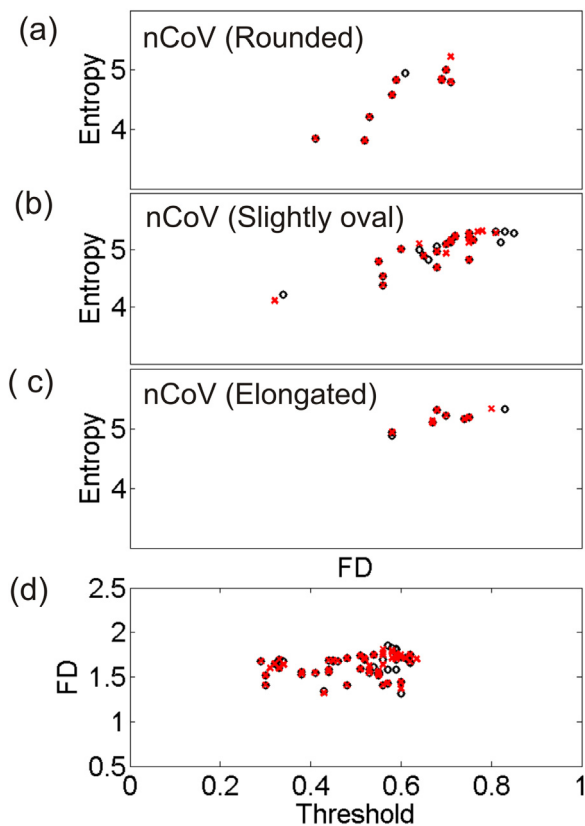 (a)
nCoV (Rounded)
Entropy
5
4
(b)
nCoV (Slightly oval)
Entropy
5
4
( c)
nCoV (Elongated)
Entropy
5
4
FD
(d)
FD
2.5
2
1.5
1
0.5
0 0.2 0.4 0.6 0.8 1
Threshold